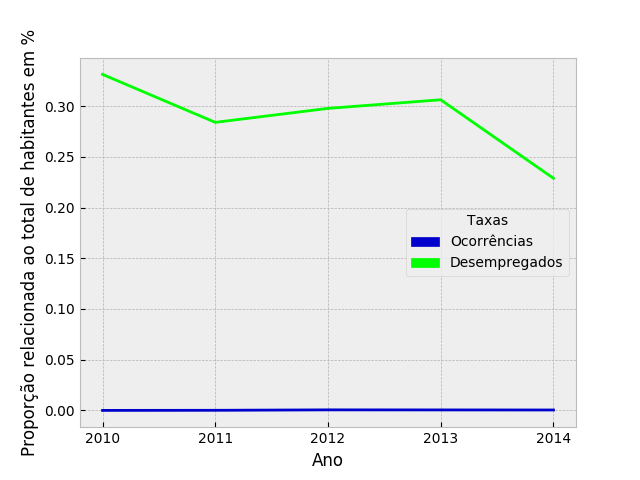 Proporção relacionada ao total de habitantes em %
0.30
0.25
0.20
0.15
0.10
0.05
0.00
Taxas
Ocorrências
Desempregados
2010 2011 2012 2013 2014
Ano